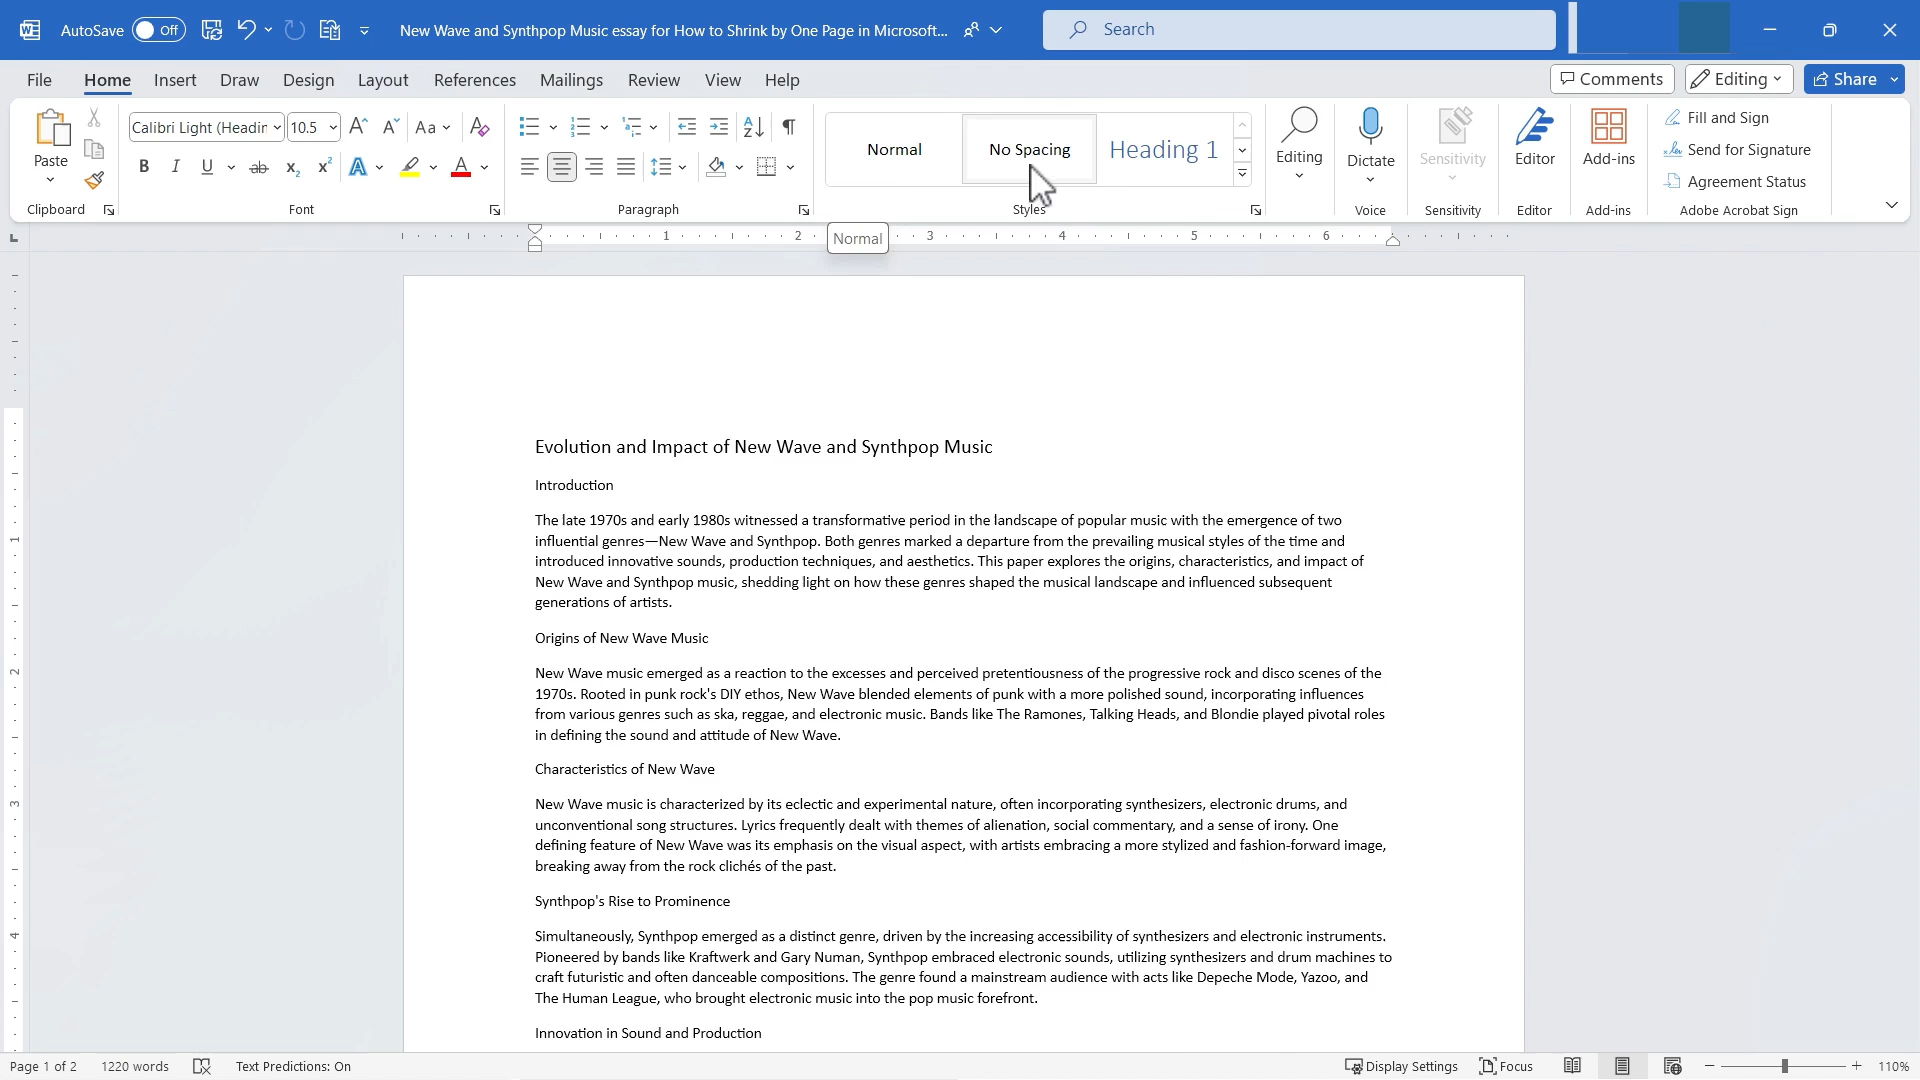 AutoSave Off New Wave and Synthpop Music essay for How to Shrink by One Page in Microsoft... Search
File Home Insert Draw Design Layout References Mailings Review View Help Comments Editing Share
Paste
Clipboard
Calibri Light (Headin 10.5 Aa
B I U ab x₂ x² A A
Font
Paragraph
Normal No Spacing Heading 1
Styles
Editing
Dictate
Voice
Sensitivity
Sensitivity
Editor
Editor
Add-ins
Add-ins
Fill and Sign
Send for Signature
Agreement Status
Adobe Acrobat Sign
1 2 3 4 5 6
Normal
Evolution and Impact of New Wave and Synthpop Music
Introduction
The late 1970s and early 1980s witnessed a transformative period in the landscape of popular music with the emergence of two
influential genres—New Wave and Synthpop. Both genres marked a departure from the prevailing musical styles of the time and
introduced innovative sounds, production techniques, and aesthetics. This paper explores the origins, characteristics, and impact of
New Wave and Synthpop music, shedding light on how these genres shaped the musical landscape and influenced subsequent
generations of artists.
Origins of New Wave Music
New Wave music emerged as a reaction to the excesses and perceived pretentiousness of the progressive rock and disco scenes of the
1970s. Rooted in punk rock's DIY ethos, New Wave blended elements of punk with a more polished sound, incorporating influences
from various genres such as ska, reggae, and electronic music. Bands like The Ramones, Talking Heads, and Blondie played pivotal roles
in defining the sound and attitude of New Wave.
Characteristics of New Wave
New Wave music is characterized by its eclectic and experimental nature, often incorporating synthesizers, electronic drums, and
unconventional song structures. Lyrics frequently dealt with themes of alienation, social commentary, and a sense of irony. One
defining feature of New Wave was its emphasis on the visual aspect, with artists embracing a more stylized and fashion-forward image,
breaking away from the rock clichés of the past.
Synthpop's Rise to Prominence
Simultaneously, Synthpop emerged as a distinct genre, driven by the increasing accessibility of synthesizers and electronic instruments.
Pioneered by bands like Kraftwerk and Gary Numan, Synthpop embraced electronic sounds, utilizing synthesizers and drum machines to
craft futuristic and often danceable compositions. The genre found a mainstream audience with acts like Depeche Mode, Yazoo, and
The Human League, who brought electronic music into the pop music forefront.
Innovation in Sound and Production
1
2
3
4
Page 1 of 2 1220 words Text Predictions: On Display Settings Focus 110%